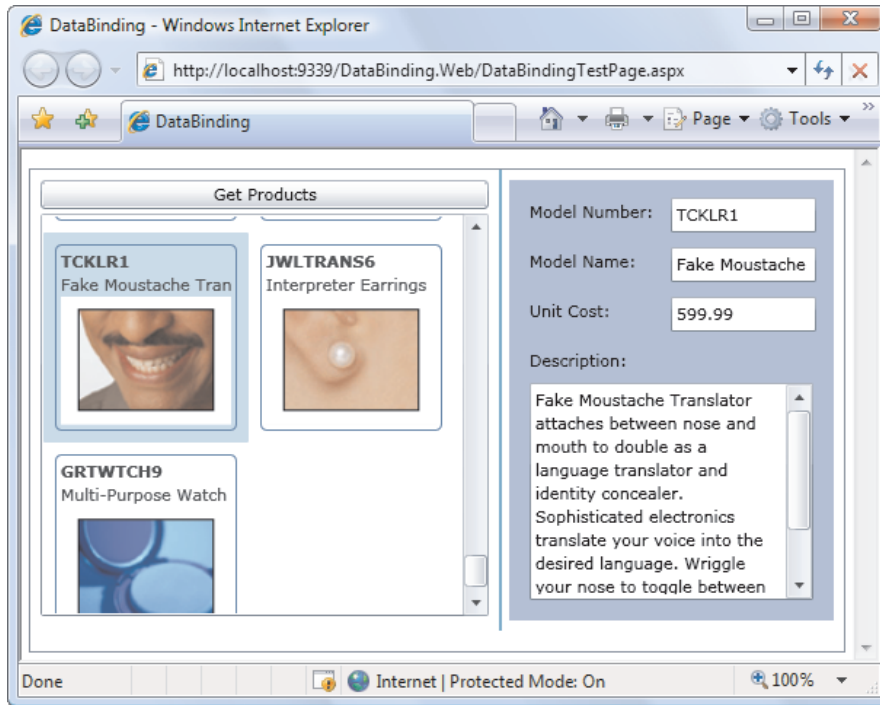 DataBinding - Windows Internet Explorer
http://localhost:9339/DataBinding.Web/DataBindingTestPage.aspx
DataBinding
Page
Tools
Get Products
TCKLR1
Fake Moustache Tran
JWLTRANS6
Interpreter Earrings
GRTWTCH9
Multi-Purpose Watch
Model Number: TCKLR1
Model Name: Fake Moustache
Unit Cost: 599.99
Description:
Fake Moustache Translator
attaches between nose and
mouth to double as a
language translator and
identity concealer.
Sophisticated electronics
translate your voice into the
desired language. Wriggle
your nose to toggle between
Done
Internet | Protected Mode: On
100%